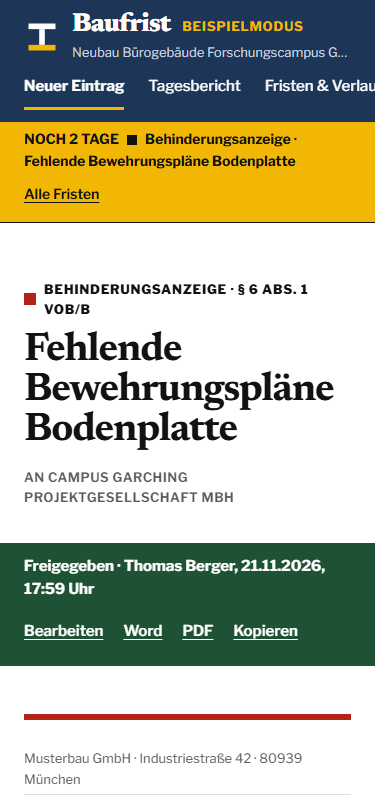 Baufrist BEISPIELMODUS
Neubau Bürogebäude Forschungscampus G...
Neuer Eintrag Tagesbericht Fristen & Verlau
NOCH 2 TAGE ■ Behinderungsanzeige ·
Fehlende Bewehrungspläne Bodenplatte
Alle Fristen
BEHINDERUNGSANZEIGE · § 6 ABS. 1
VOB/B
Fehlende
Bewehrungspläne
Bodenplatte
AN CAMPUS GARCHING
PROJEKTGESELLSCHAFT MBH
Freigegeben · Thomas Berger, 21.11.2026,
17:59 Uhr
Bearbeiten Word PDF Kopieren
Musterbau GmbH · Industriestraße 42 · 80939
München